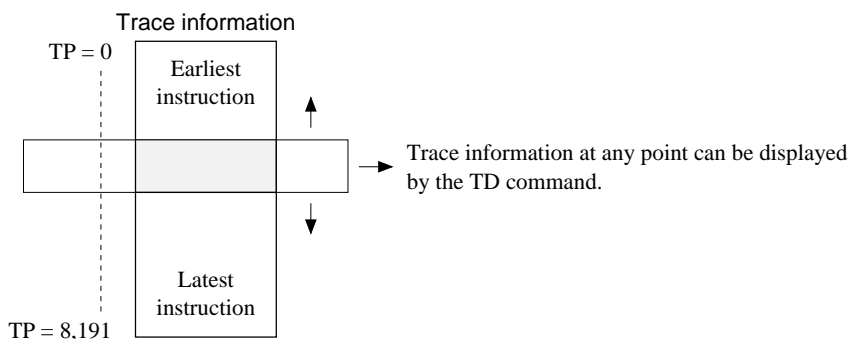 Trace information
TP = 0
Earliest
instruction
Trace information at any point can be displayed
by the TD command.
Latest
instruction
TP = 8,191